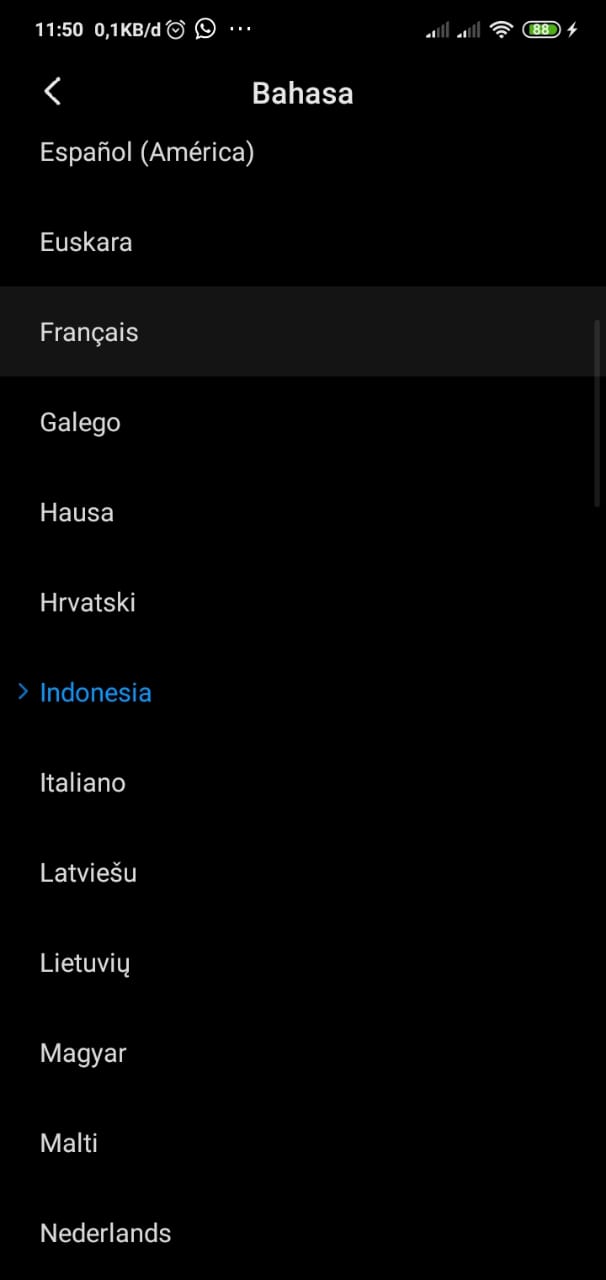 11:50 0,1KB/d ... 88
Bahasa
Español (América)
Euskara
Français
Galego
Hausa
Hrvatski
Indonesia
Italiano
Latviešu
Lietuvių
Magyar
Malti
Nederlands